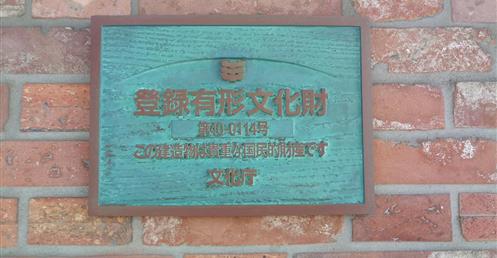 登録有形文化財
第40-0114号
この建造物は貴重な国民的財産です
文化庁